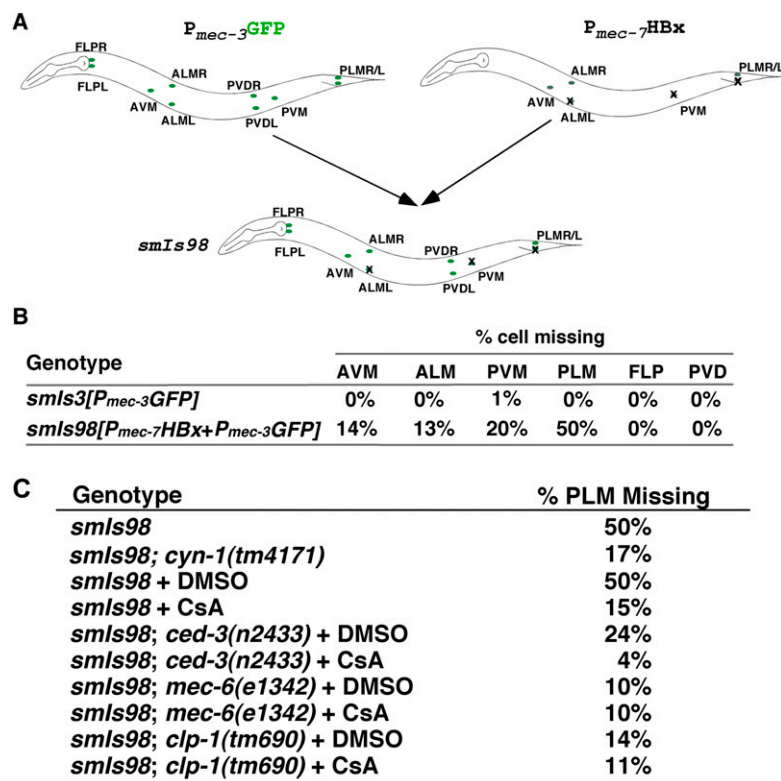 A
Pmec-3GFP
Pmec-7HBx
FLPR
FLPL
ALMR
AVM
ALML
PVDR
PVDL
PVM
PLMR/L
ALMR
AVM
ALML
PVM
PLMR/L
smIs98
FLPR
FLPL
ALMR
AVM
ALML
PVDR
PVDL
PVM
PLMR/L
B
% cell missing
Genotype AVM ALM PVM PLM FLP PVD
smIs3[Pmec-3GFP] 0% 0% 1% 0% 0% 0%
smIs98[Pmec-7HBx+Pmec-3GFP] 14% 13% 20% 50% 0% 0%
C
Genotype % PLM Missing
smIs98 50%
smIs98; cyn-1(tm4171) 17%
smIs98 + DMSO 50%
smIs98 + CsA 15%
smIs98; ced-3(n2433) + DMSO 24%
smIs98; ced-3(n2433) + CsA 4%
smIs98; mec-6(e1342) + DMSO 10%
smIs98; mec-6(e1342) + CsA 10%
smIs98; clp-1(tm690) + DMSO 14%
smIs98; clp-1(tm690) + CsA 11%